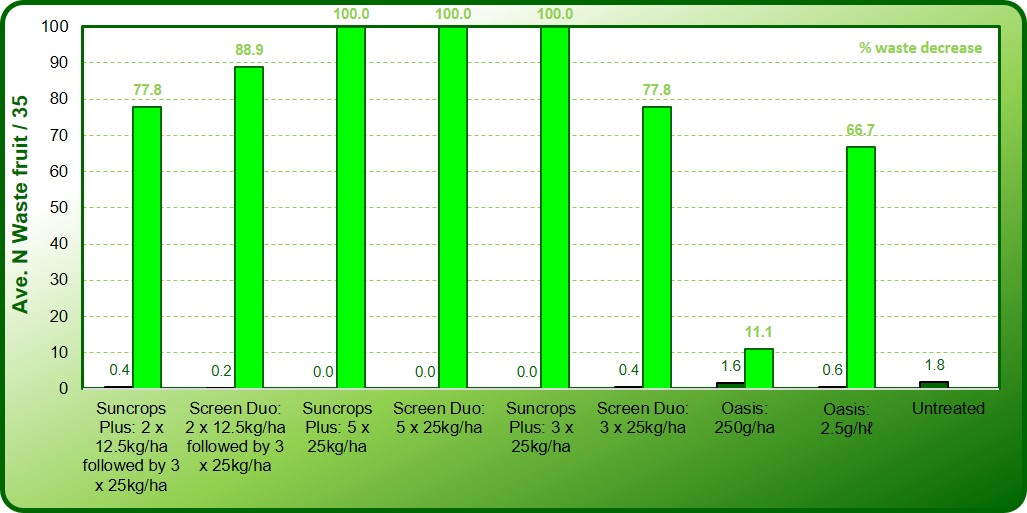 100.0 100.0 100.0
100
% waste decrease
88.9
90
77.8 77.8
80
66.7
70
60
50
40
30
20
11.1
10
0.4 0.2 0.0 0.0 0.0 0.4 1.6 0.6 1.8
0
Ave. N Waste fruit / 35
Suncrops
Plus: 2 x
12.5kg/ha
followed by 3
x 25kg/ha
Screen Duo:
2 x 12.5kg/ha
followed by 3
x 25kg/ha
Suncrops
Plus: 5 x
25kg/ha
Screen Duo:
5 x 25kg/ha
Suncrops
Plus: 3 x
25kg/ha
Screen Duo:
3 x 25kg/ha
Oasis:
250g/ha
Oasis:
2.5g/hℓ
Untreated